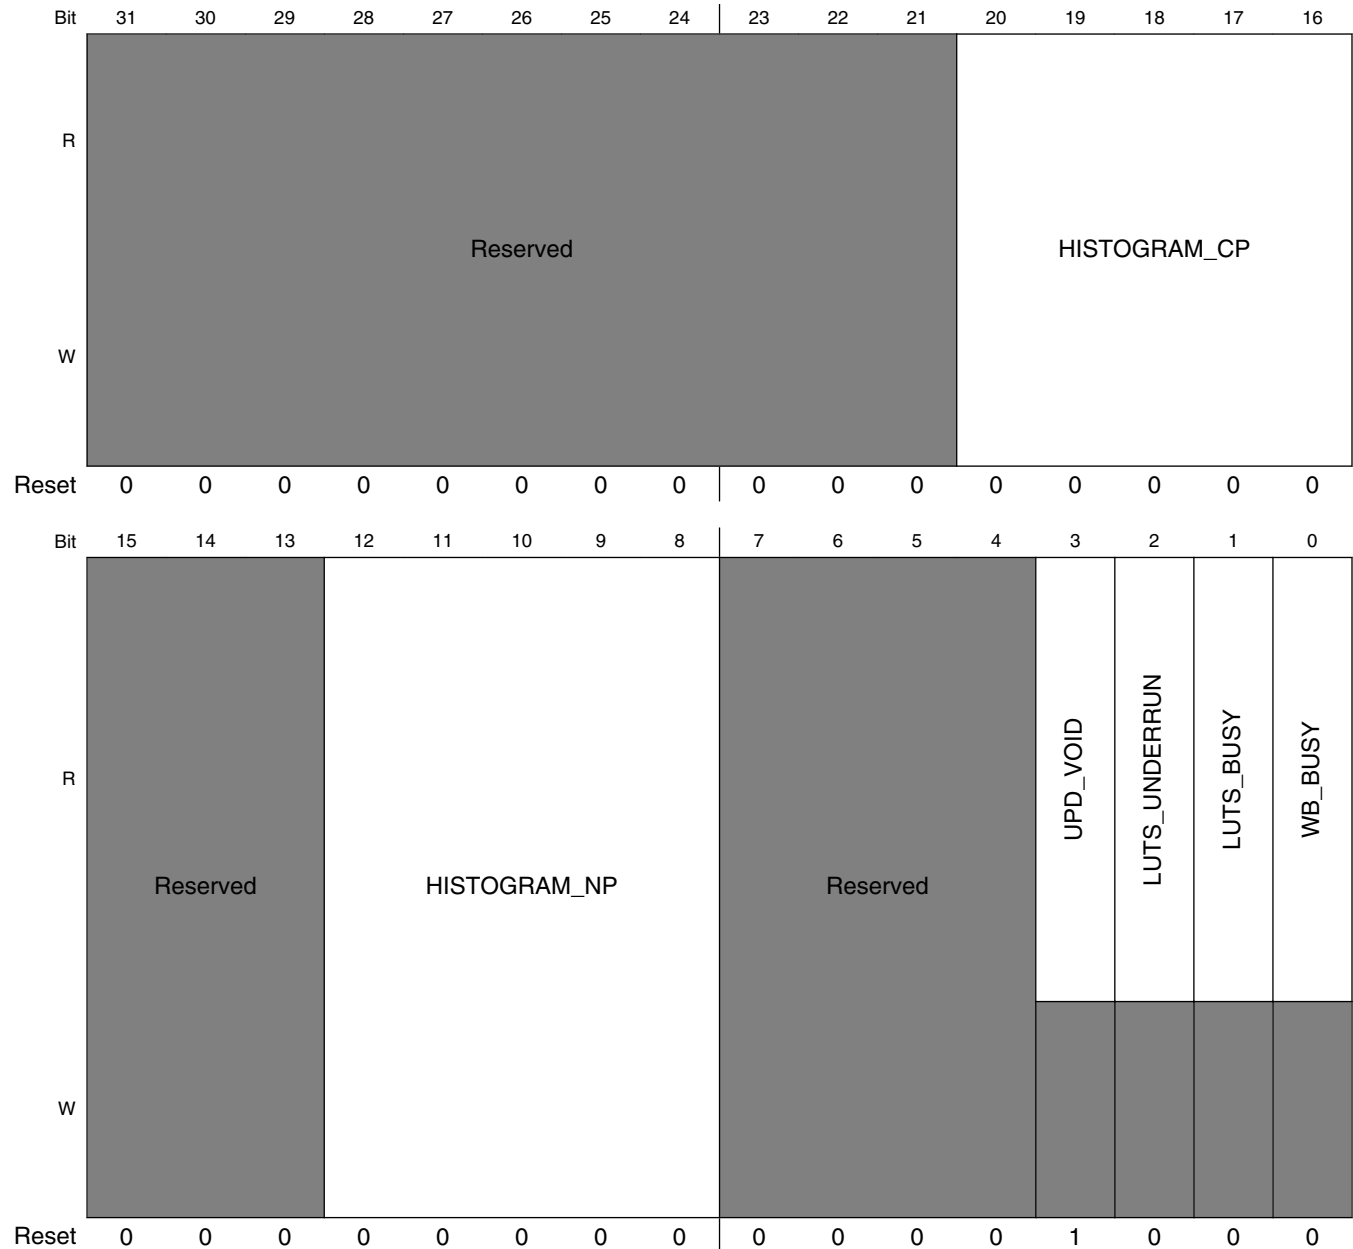 Bit 31 30 29 28 27 26 25 24 23 22 21 20 19 18 17 16
R
Reserved HISTOGRAM_CP
W
Reset 0 0 0 0 0 0 0 0 0 0 0 0 0 0 0 0
Bit 15 14 13 12 11 10 9 8 7 6 5 4 3 2 1 0
R
UPD_VOID
LUTS_UNDERRUN
LUTS_BUSY
WB_BUSY
Reserved HISTOGRAM_NP Reserved
W
Reset 0 0 0 0 0 0 0 0 0 0 0 0 1 0 0 0